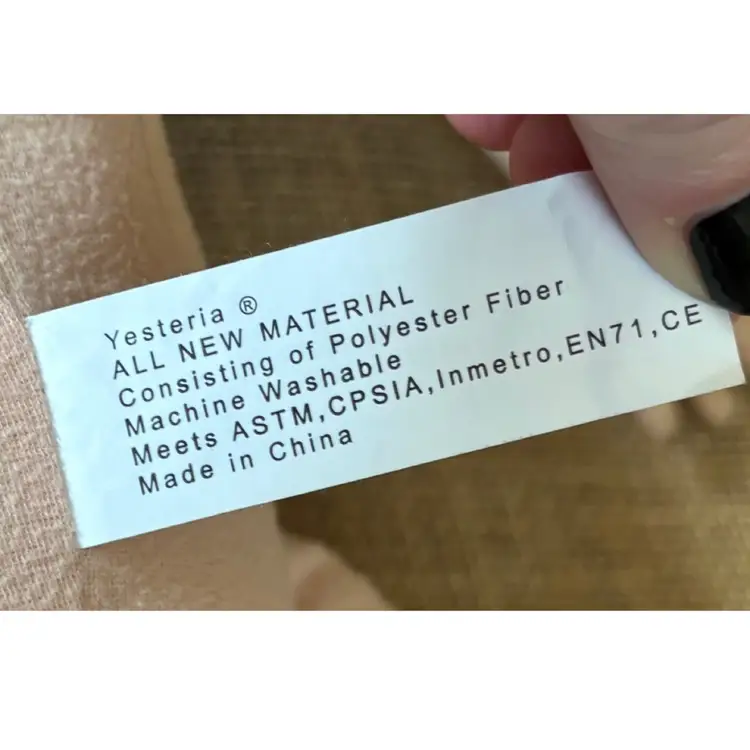 Yesteria ®
ALL NEW MATERIAL
Consisting of Polyester Fiber
Machine Washable
Meets ASTM,CPSIA,Inmetro,EN71,CE
Made in China